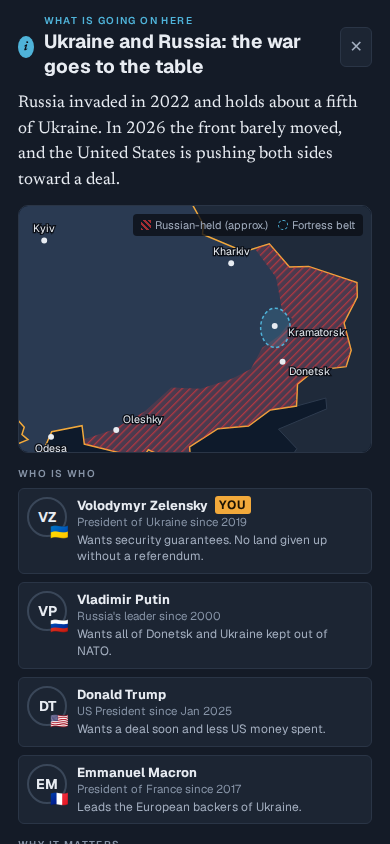 WHAT IS GOING ON HERE
i
Ukraine and Russia: the war
goes to the table
×
Russia invaded in 2022 and holds about a fifth
of Ukraine. In 2026 the front barely moved,
and the United States is pushing both sides
toward a deal.
Russian-held (approx.) Fortress belt
Kyiv
Kharkiv
Kramatorsk
Donetsk
Oleshky
Odesa
WHO IS WHO
VZ
Volodymyr Zelensky YOU
President of Ukraine since 2019
Wants security guarantees. No land given up
without a referendum.
VP
Vladimir Putin
Russia's leader since 2000
Wants all of Donetsk and Ukraine kept out of
NATO.
DT
Donald Trump
US President since Jan 2025
Wants a deal soon and less US money spent.
EM
Emmanuel Macron
President of France since 2017
Leads the European backers of Ukraine.
WHY IT MATTERS